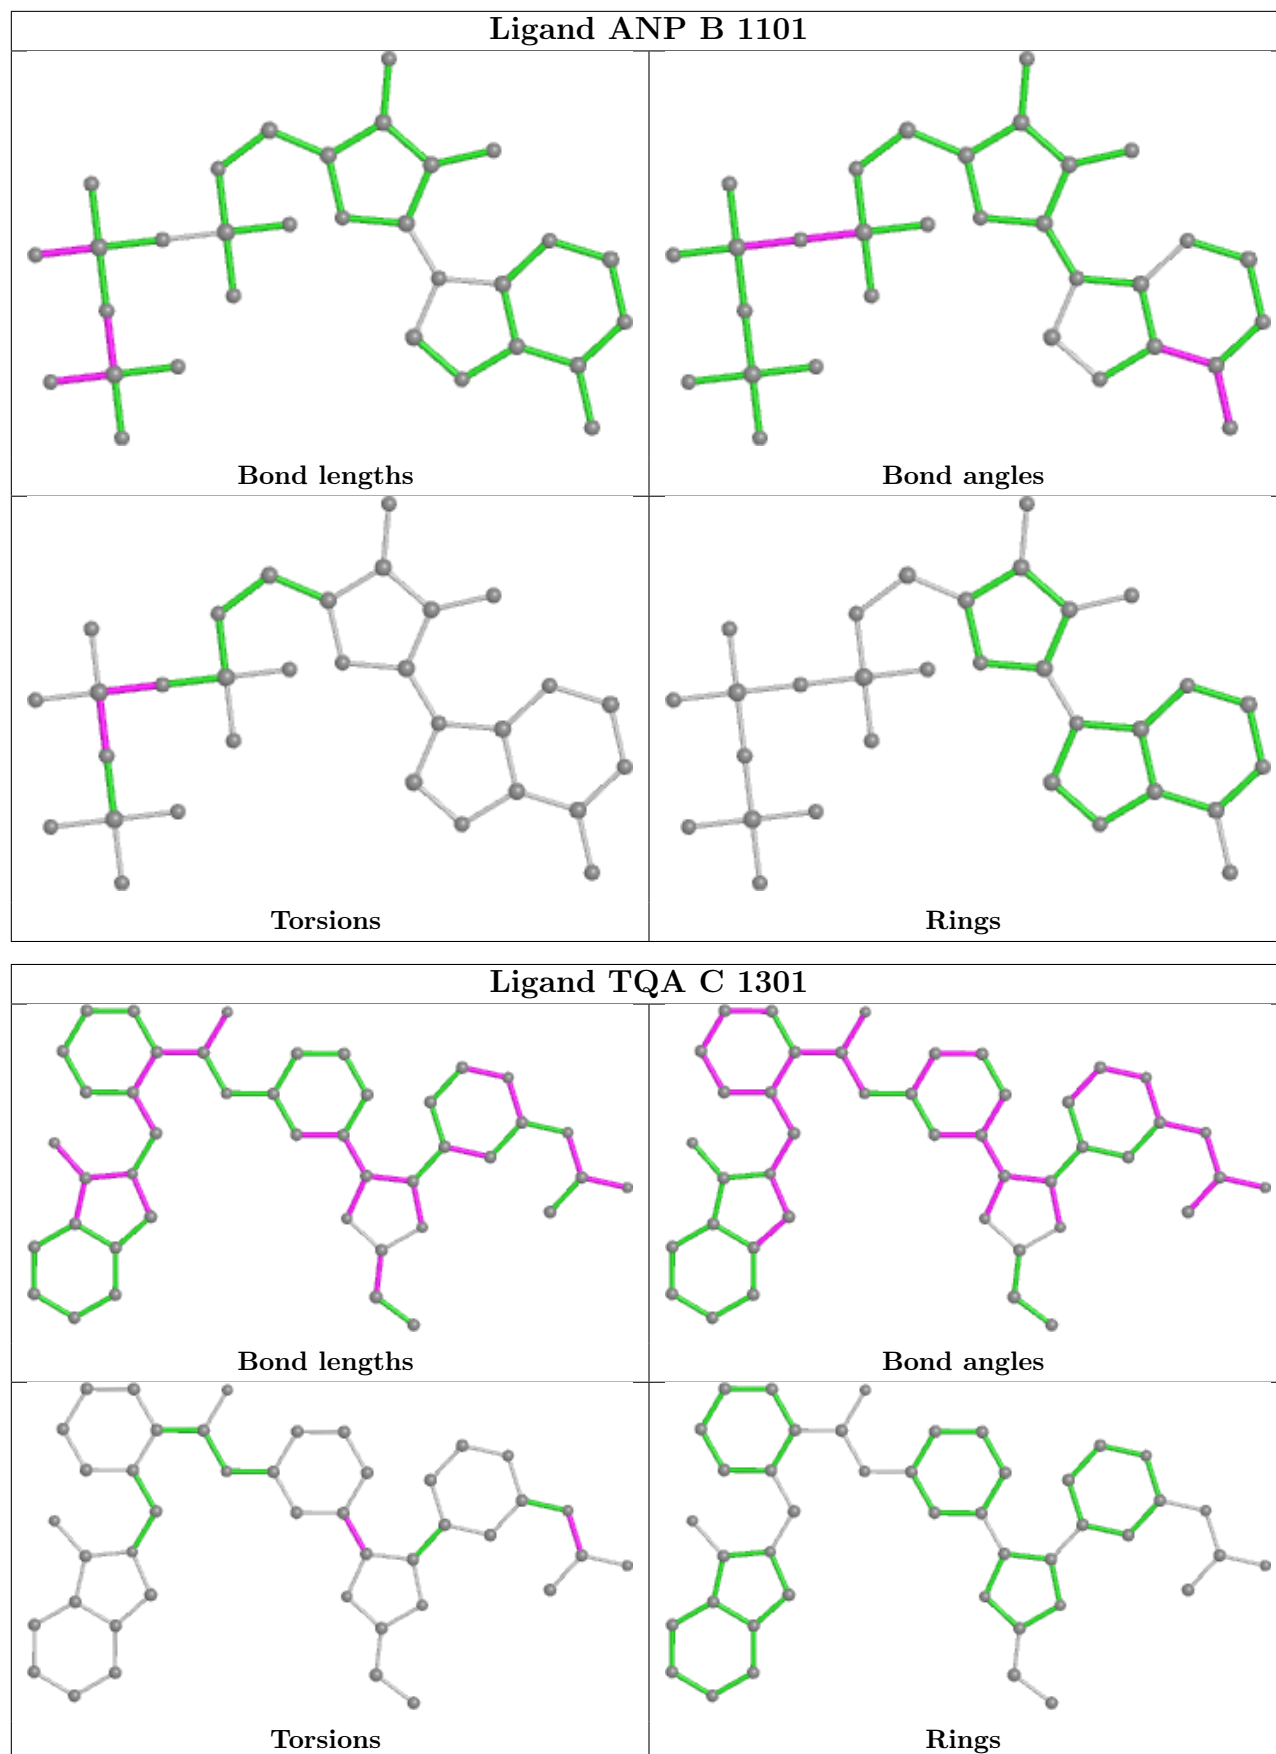 Ligand ANP B 1101
Bond lengths
Bond angles
Torsions
Rings
Ligand TQA C 1301
Bond lengths
Bond angles
Torsions
Rings